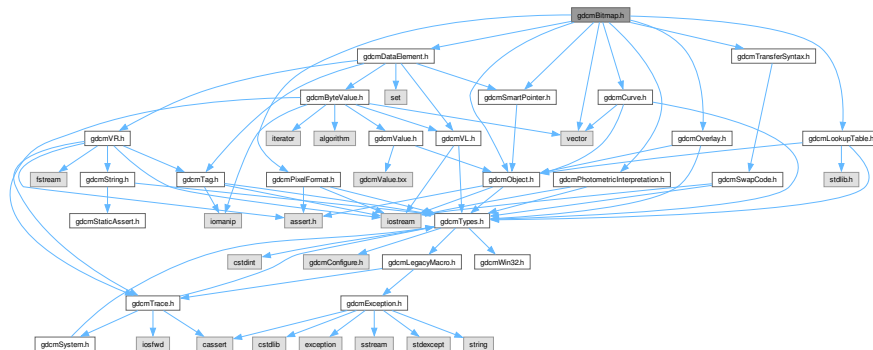 gdcmBitmap.h
gdcmDataElement.h
gdcmTransferSyntax.h
gdcmByteValue.h
set
gdcmSmartPointer.h
gdcmCurve.h
gdcmVR.h
iterator
algorithm
gdcmValue.h
gdcmVL.h
vector
gdcmOverlay.h
gdcmLookupTable.h
fstream
gdcmString.h
gdcmTag.h
gdcmPixelFormat.h
gdcmValue.txx
gdcmObject.h
gdcmPhotometricInterpretation.h
gdcmSwapCode.h
stdlib.h
gdcmStaticAssert.h
iomanip
assert.h
iostream
gdcmTypes.h
cstdint
gdcmConfigure.h
gdcmLegacyMacro.h
gdcmWin32.h
gdcmTrace.h
gdcmException.h
gdcmSystem.h
iosfwd
cassert
cstdlib
exception
sstream
stdexcept
string